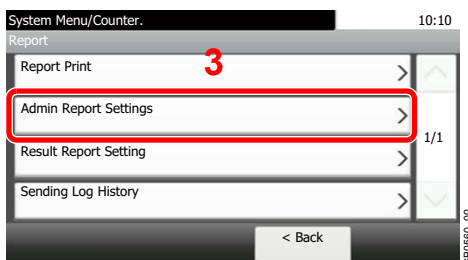 System Menu/Counter.
10:10
Report
3
Report Print
Admin Report Settings
1/1
Result Report Setting
Sending Log History
< Back